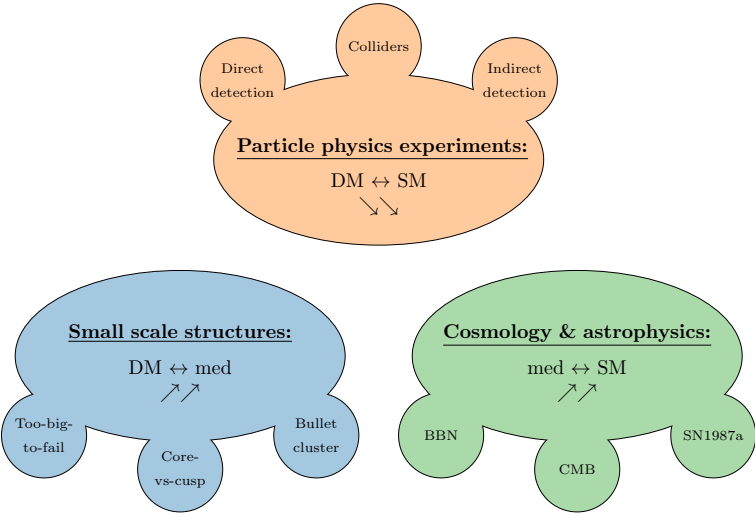 Colliders
Direct
detection
Indirect
detection
Particle physics experiments:
DM ↔ SM
↘↘
Small scale structures:
DM ↔ med
↗↗
Too-big-
to-fail
Core-
vs-cusp
Bullet
cluster
Cosmology & astrophysics:
med ↔ SM
↗↗
BBN
CMB
SN1987a